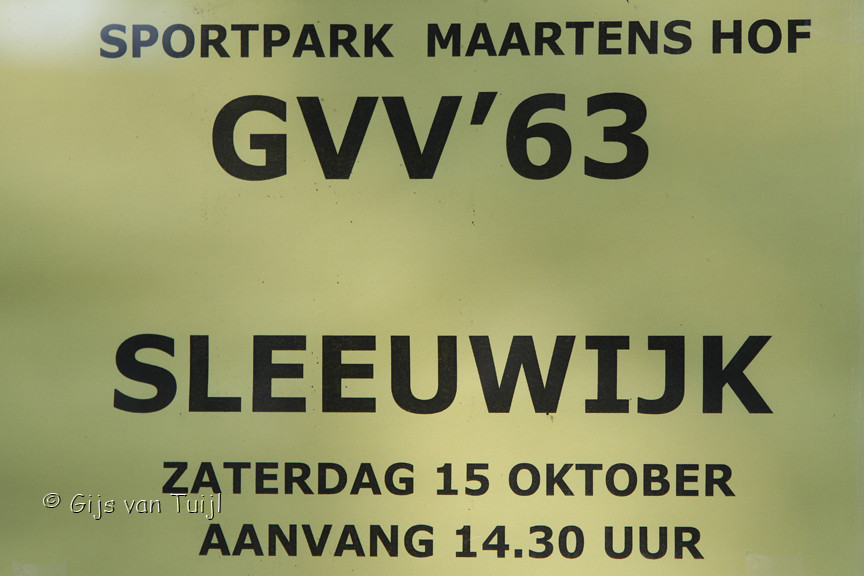 SPORTPARK MAARTENS HOF
GVV'63
SLEEUWIJK
ZATERDAG 15 OKTOBER
© Gijs van Tuijl
AANVANG 14.30 UUR